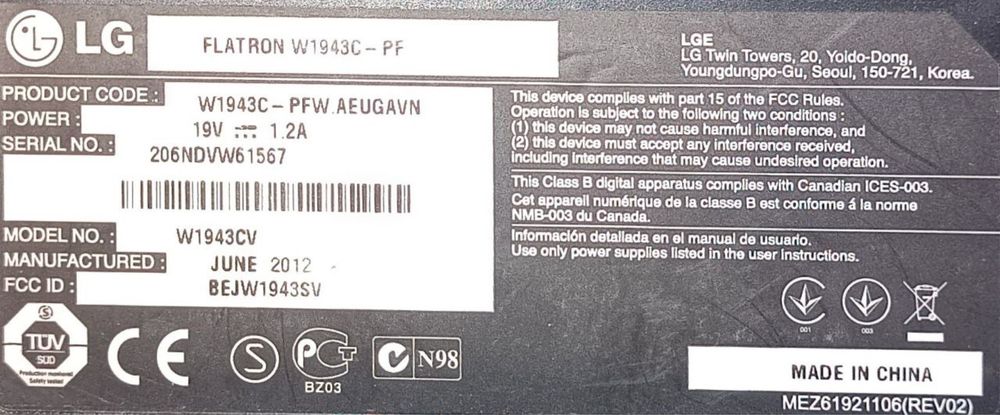 LG
FLATRON W1943C-PF
LGE
LG Twin Towers, 20, Yoido-Dong,
Youngdungpo-Gu, Seoul, 150-721, Korea.
PRODUCT CODE : W1943C-PFW.AEUGAVN
POWER : 19V ⎓ 1.2A
SERIAL NO. : 206NDVW61567
MODEL NO. : W1943CV
MANUFACTURED : JUNE 2012
FCC ID : BEJW1943SV
This device complies with part 15 of the FCC Rules.
Operation is subject to the following two conditions :
(1) this device may not cause harmful interference, and
(2) this device must accept any interference received,
including interference that may cause undesired operation.
This Class B digital apparatus complies with Canadian ICES-003.
Cet appareil numérique de la classe B est conforme á la norme
NMB-003 du Canada.
Información detallada en el manual de usuario.
Use only power supplies listed in the user instructions.
S
TÜV
SÜD
Production monitored
Safety tested
CE
S
PCT
BZ03
N98
001
003
MADE IN CHINA
MEZ61921106(REV02)